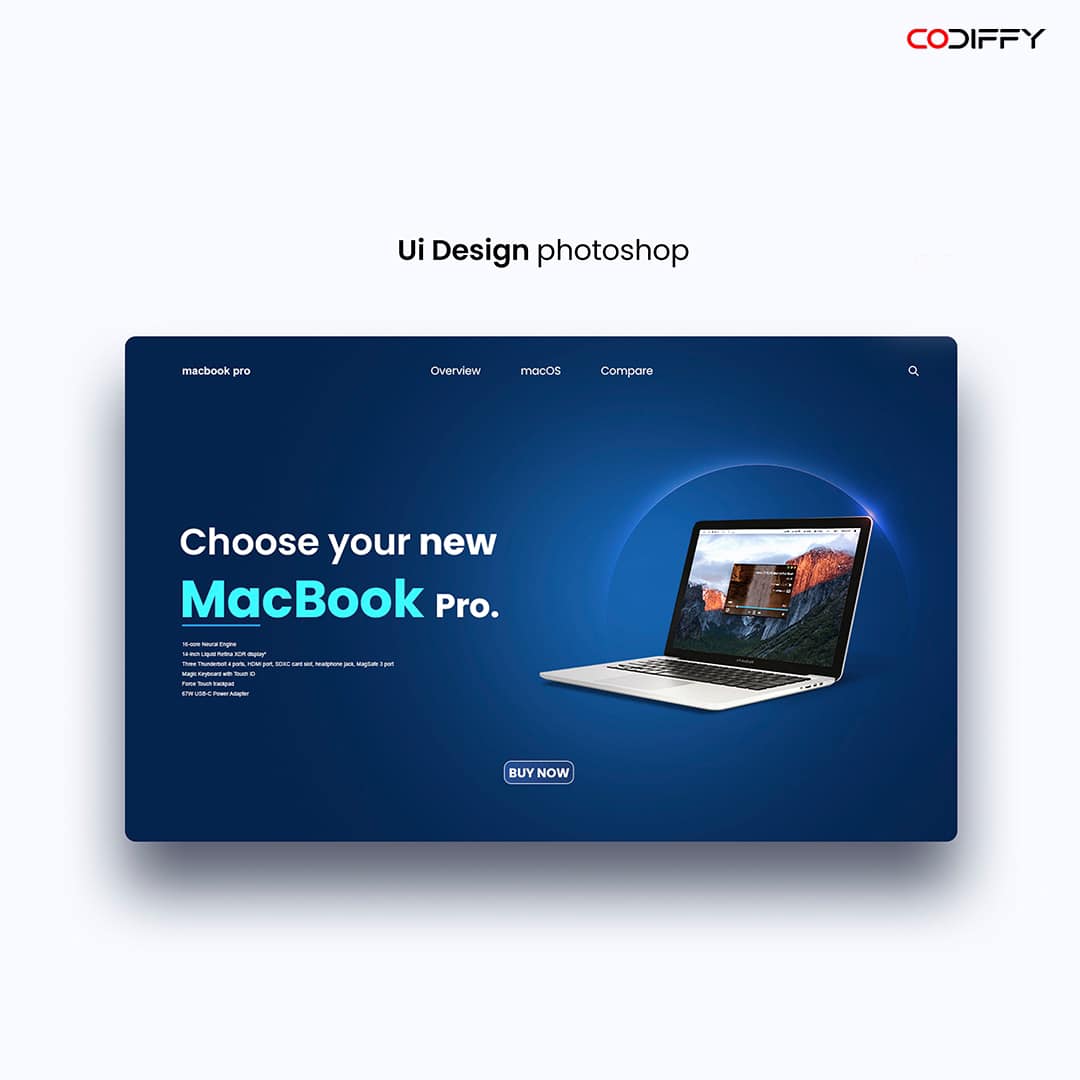 CODIFFY
Ui Design photoshop
macbook pro
Overview
macOS
Compare
Choose your new
MacBook Pro.
16-core Neural Engine
14-inch Liquid Retina XDR display*
Three Thunderbolt 4 ports, HDMI port, SDXC card slot, headphone jack, MagSafe 3 port
Magic Keyboard with Touch ID
Force Touch trackpad
67W USB-C Power Adapter
BUY NOW